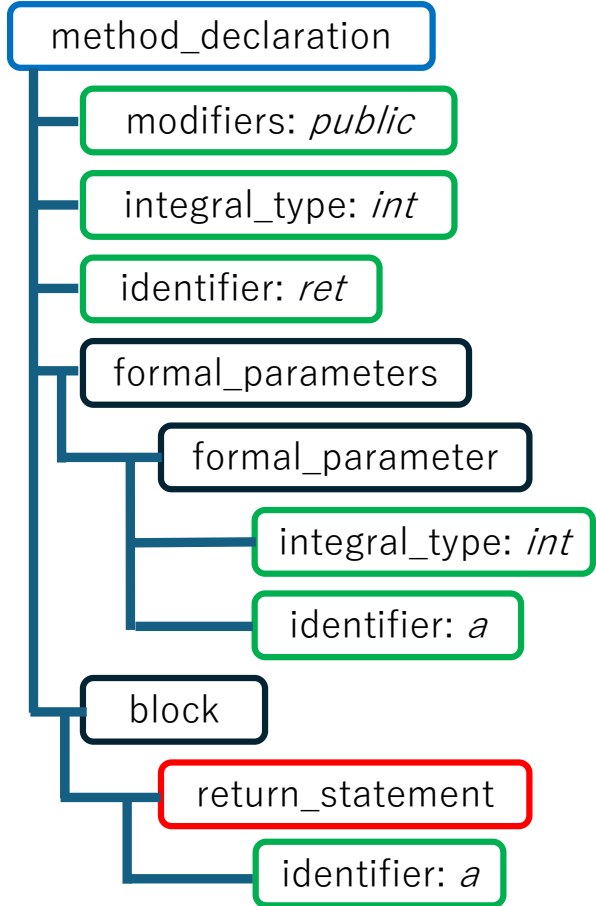 method_declaration
modifiers: public
integral_type: int
identifier: ret
formal_parameters
formal_parameter
integral_type: int
identifier: a
block
return_statement
identifier: a